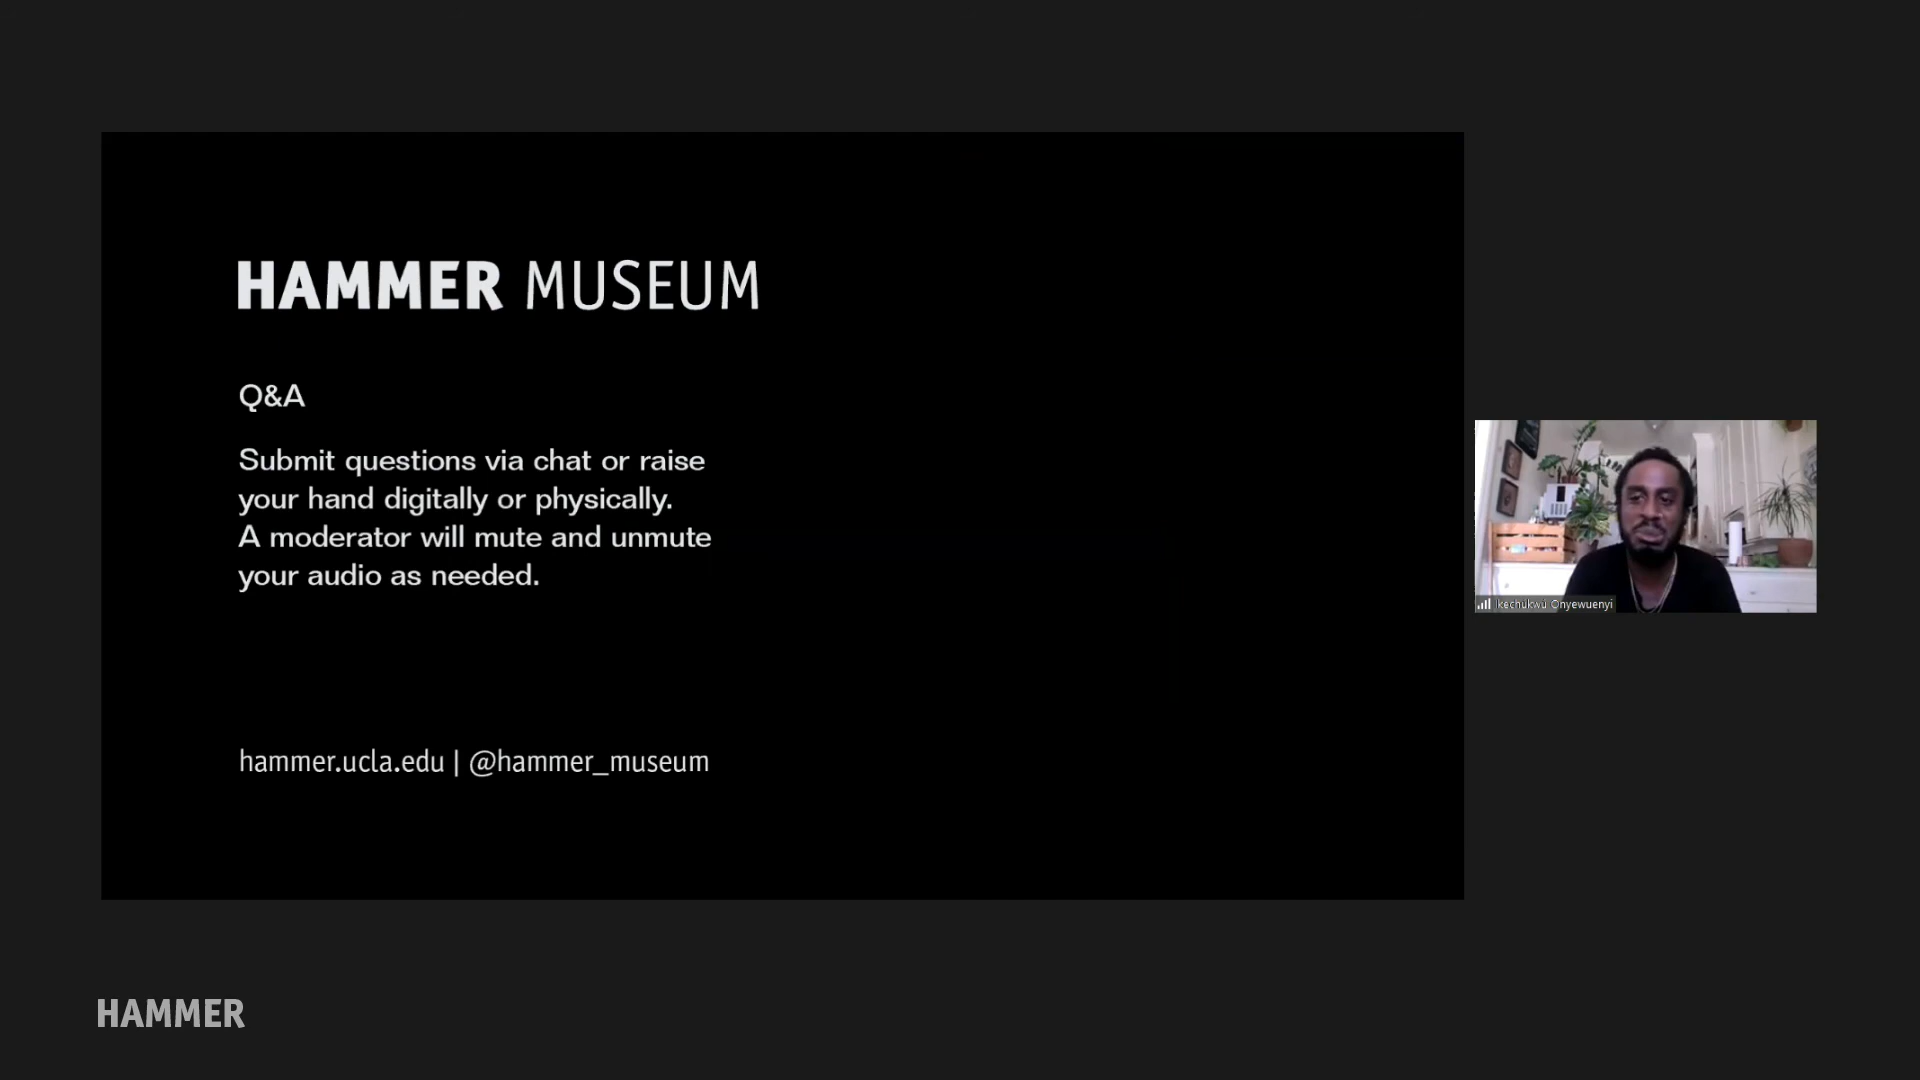 HAMMER MUSEUM
Q&A
Submit questions via chat or raise
your hand digitally or physically.
A moderator will mute and unmute
your audio as needed.
hammer.ucla.edu | @hammer_museum
Ikechúkwú Onyewuenyi
HAMMER